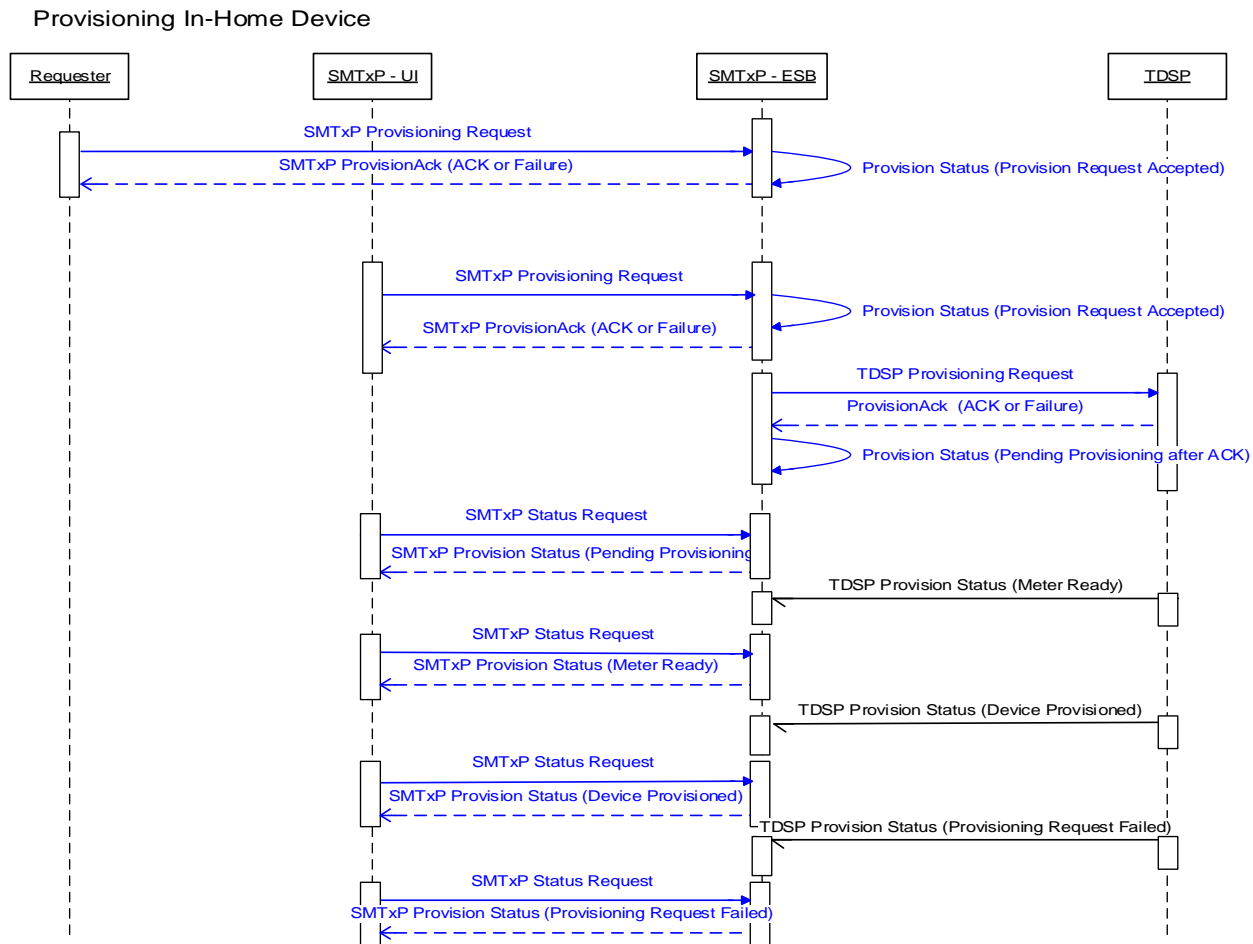 Provisioning In-Home Device
Requester
SMTxP - UI
SMTxP - ESB
TDSP
SMTxP Provisioning Request
SMTxP ProvisionAck (ACK or Failure)
Provision Status (Provision Request Accepted)
SMTxP Provisioning Request
Provision Status (Provision Request Accepted)
SMTxP ProvisionAck (ACK or Failure)
TDSP Provisioning Request
ProvisionAck (ACK or Failure)
Provision Status (Pending Provisioning after ACK)
SMTxP Status Request
SMTxP Provision Status (Pending Provisioning
TDSP Provision Status (Meter Ready)
SMTxP Status Request
SMTxP Provision Status (Meter Ready)
TDSP Provision Status (Device Provisioned)
SMTxP Status Request
SMTxP Provision Status (Device Provisioned)
TDSP Provision Status (Provisioning Request Failed)
SMTxP Status Request
SMTxP Provision Status (Provisioning Request Failed)